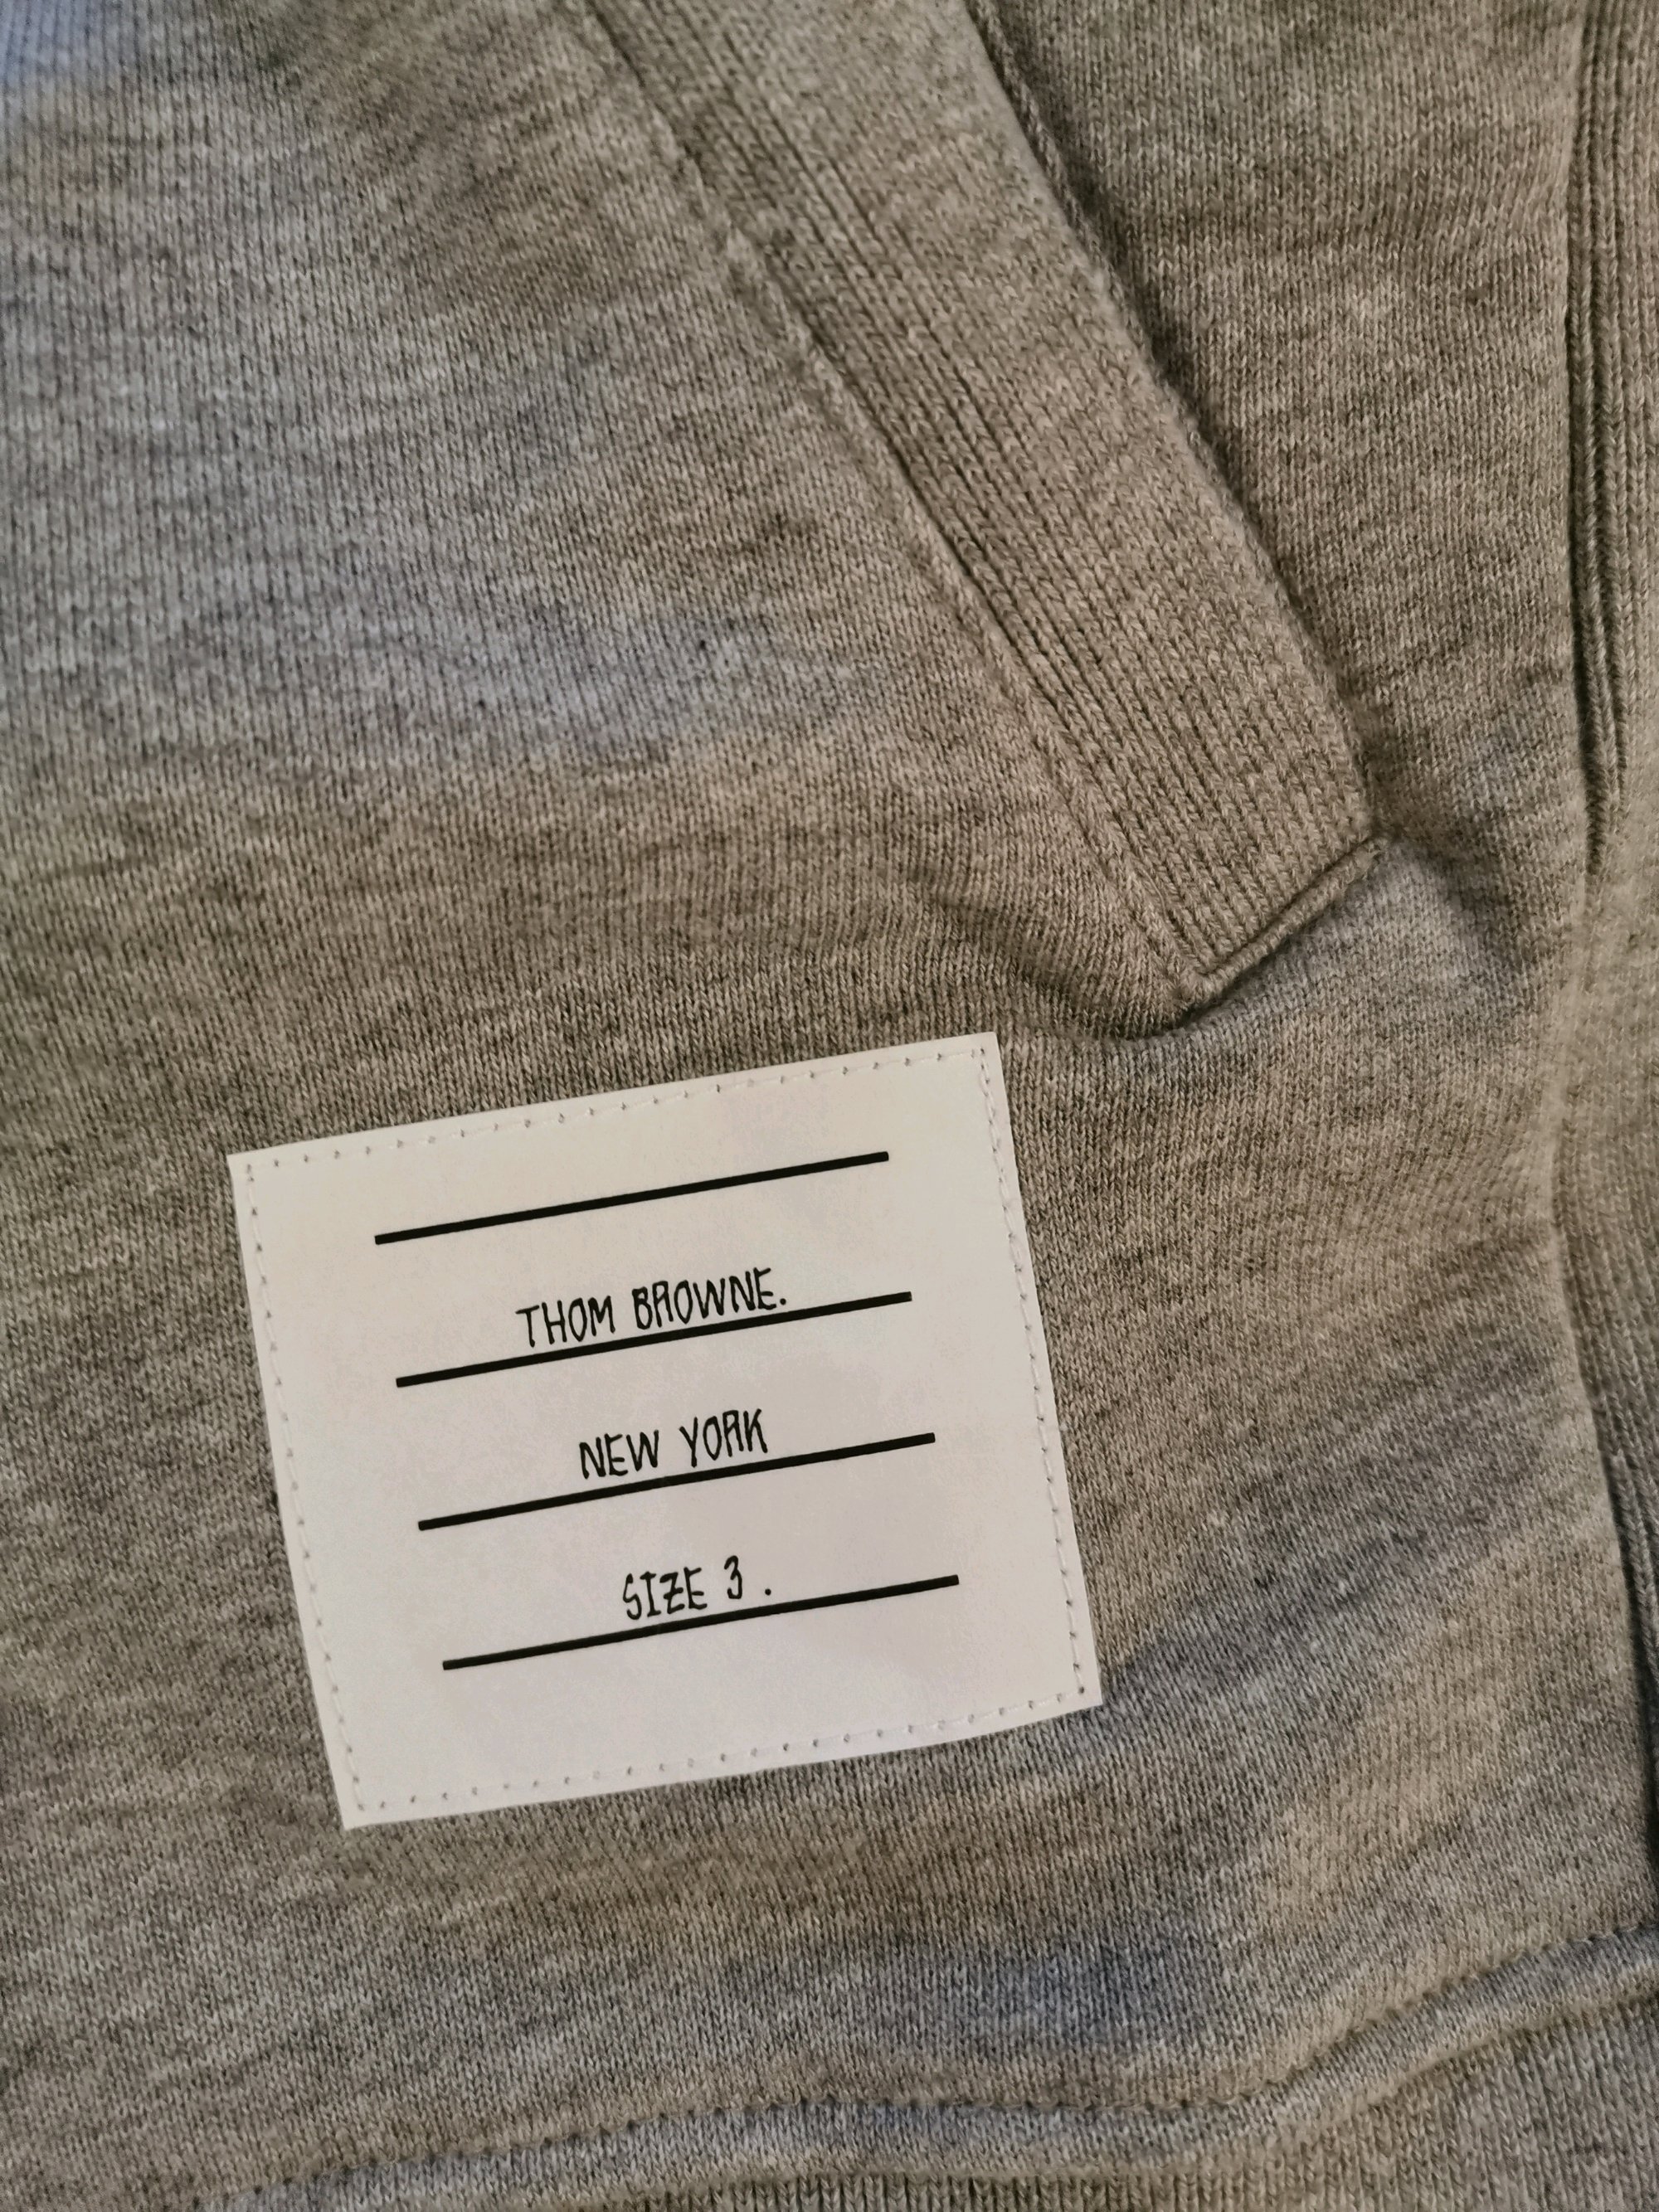 THOM BROWNE.
NEW YORK
SIZE 3 .